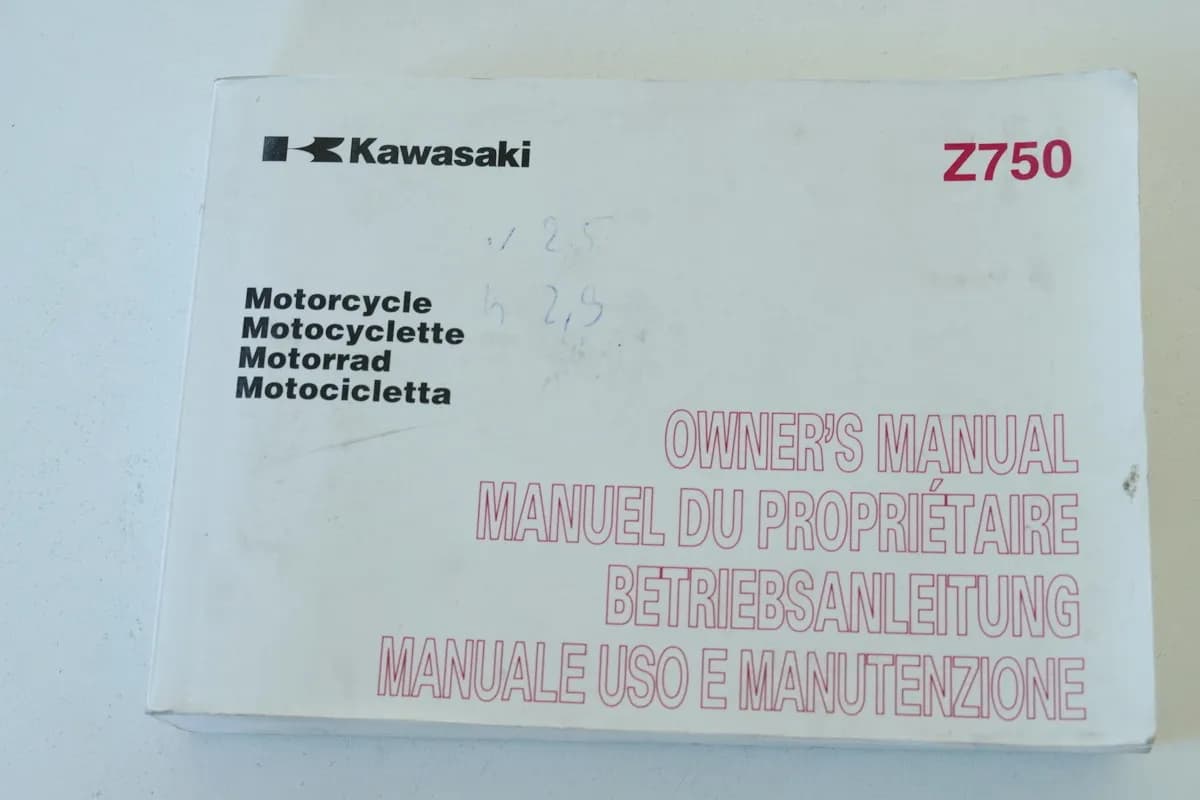 Kawasaki
Z750
v 2,5
h 2,9
Motorcycle
Motocyclette
Motorrad
Motocicletta
OWNER'S MANUAL
MANUEL DU PROPRIÉTAIRE
BETRIEBSANLEITUNG
MANUALE USO E MANUTENZIONE